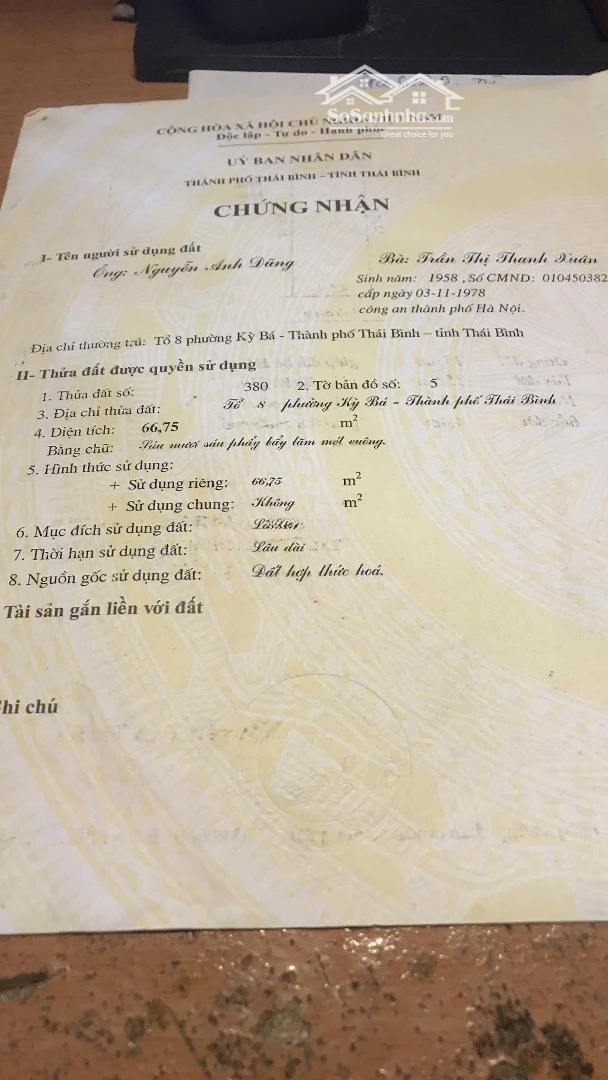 SoSanhnha.com
Great choice for you
CỘNG HÒA XÃ HỘI CHỦ NGHĨA VIỆT NAM
Độc lập - Tự do - Hạnh phúc
UỶ BAN NHÂN DÂN
THÀNH PHỐ THÁI BÌNH – TỈNH THÁI BÌNH
CHỨNG NHẬN
I- Tên người sử dụng đất
Ông: Nguyễn Anh Dũng
Bà: Trần Thị Thanh Xuân
Sinh năm: 1958 , Số CMND: 010450382
cấp ngày 03-11-1978
công an thành phố Hà Nội.
Địa chỉ thường trú: Tổ 8 phường Kỳ Bá - Thành phố Thái Bình – tỉnh Thái Bình
II- Thửa đất được quyền sử dụng
1. Thủa đất số: 380 2. Tờ bản đồ số: 5
3. Địa chỉ thửa đất: Tổ 8 phường Kỳ Bá - Thành phố Thái Bình
4. Diện tích: 66,75 m²
Bằng chữ: Sáu mươi sáu phảy bẩy lăm mét vuông.
5. Hình thức sử dụng:
+ Sử dụng riêng: 66,75 m²
+ Sử dụng chung: Không m²
6. Mục đích sử dụng đất:
7. Thời hạn sử dụng đất: Lâu dài
8. Nguồn gốc sử dụng đất: Đất hợp thức hoá.
Tài sản gắn liền với đất
Ghi chú